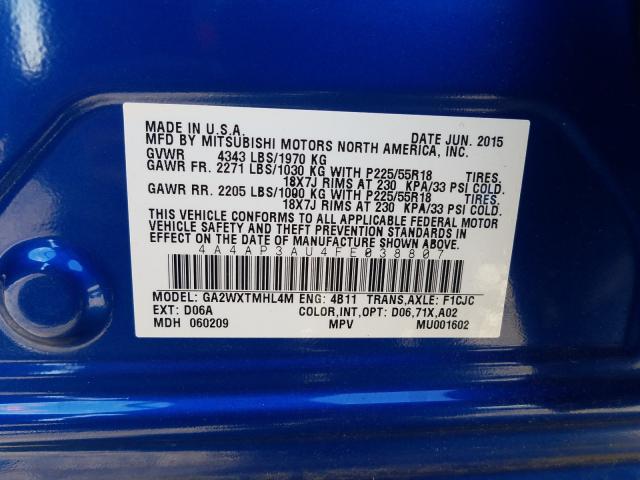 MADE IN U.S.A. DATE JUN. 2015
MFD BY MITSUBISHI MOTORS NORTH AMERICA, INC.
GVWR 4343 LBS/1970 KG
GAWR FR. 2271 LBS/1030 KG WITH P225/55R18 TIRES.
18X7J RIMS AT 230 KPA/33 PSI COLD.
GAWR RR. 2205 LBS/1000 KG WITH P225/55R18 TIRES.
18X7J RIMS AT 230 KPA/33 PSI COLD.
THIS VEHICLE CONFORMS TO ALL APPLICABLE FEDERAL MOTOR
VEHICLE SAFETY AND THEFT PREVENTION STANDARDS
IN EFFECT ON THE DATE OF MANUFACTURE SHOWN ABOVE.
4A4AP3AU4FE038807
MODEL: GA2WXTMHL4M ENG: 4B11 TRANS,AXLE: F1CJC
EXT: D06A COLOR,INT,OPT: D06,71X,A02
MDH 060209 MPV MU001602